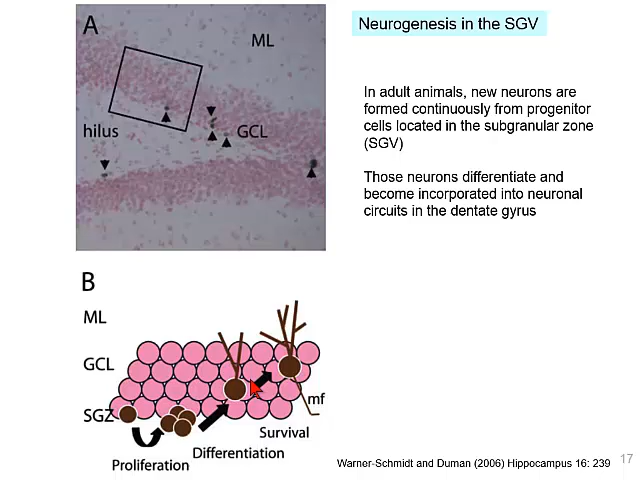 Neurogenesis in the SGV
A
ML
hilus
GCL
In adult animals, new neurons are
formed continuously from progenitor
cells located in the subgranular zone
(SGV)
Those neurons differentiate and
become incorporated into neuronal
circuits in the dentate gyrus
B
ML
GCL
SGZ
mf
Survival
Differentiation
Proliferation
Warner-Schmidt and Duman (2006) Hippocampus 16: 239
17